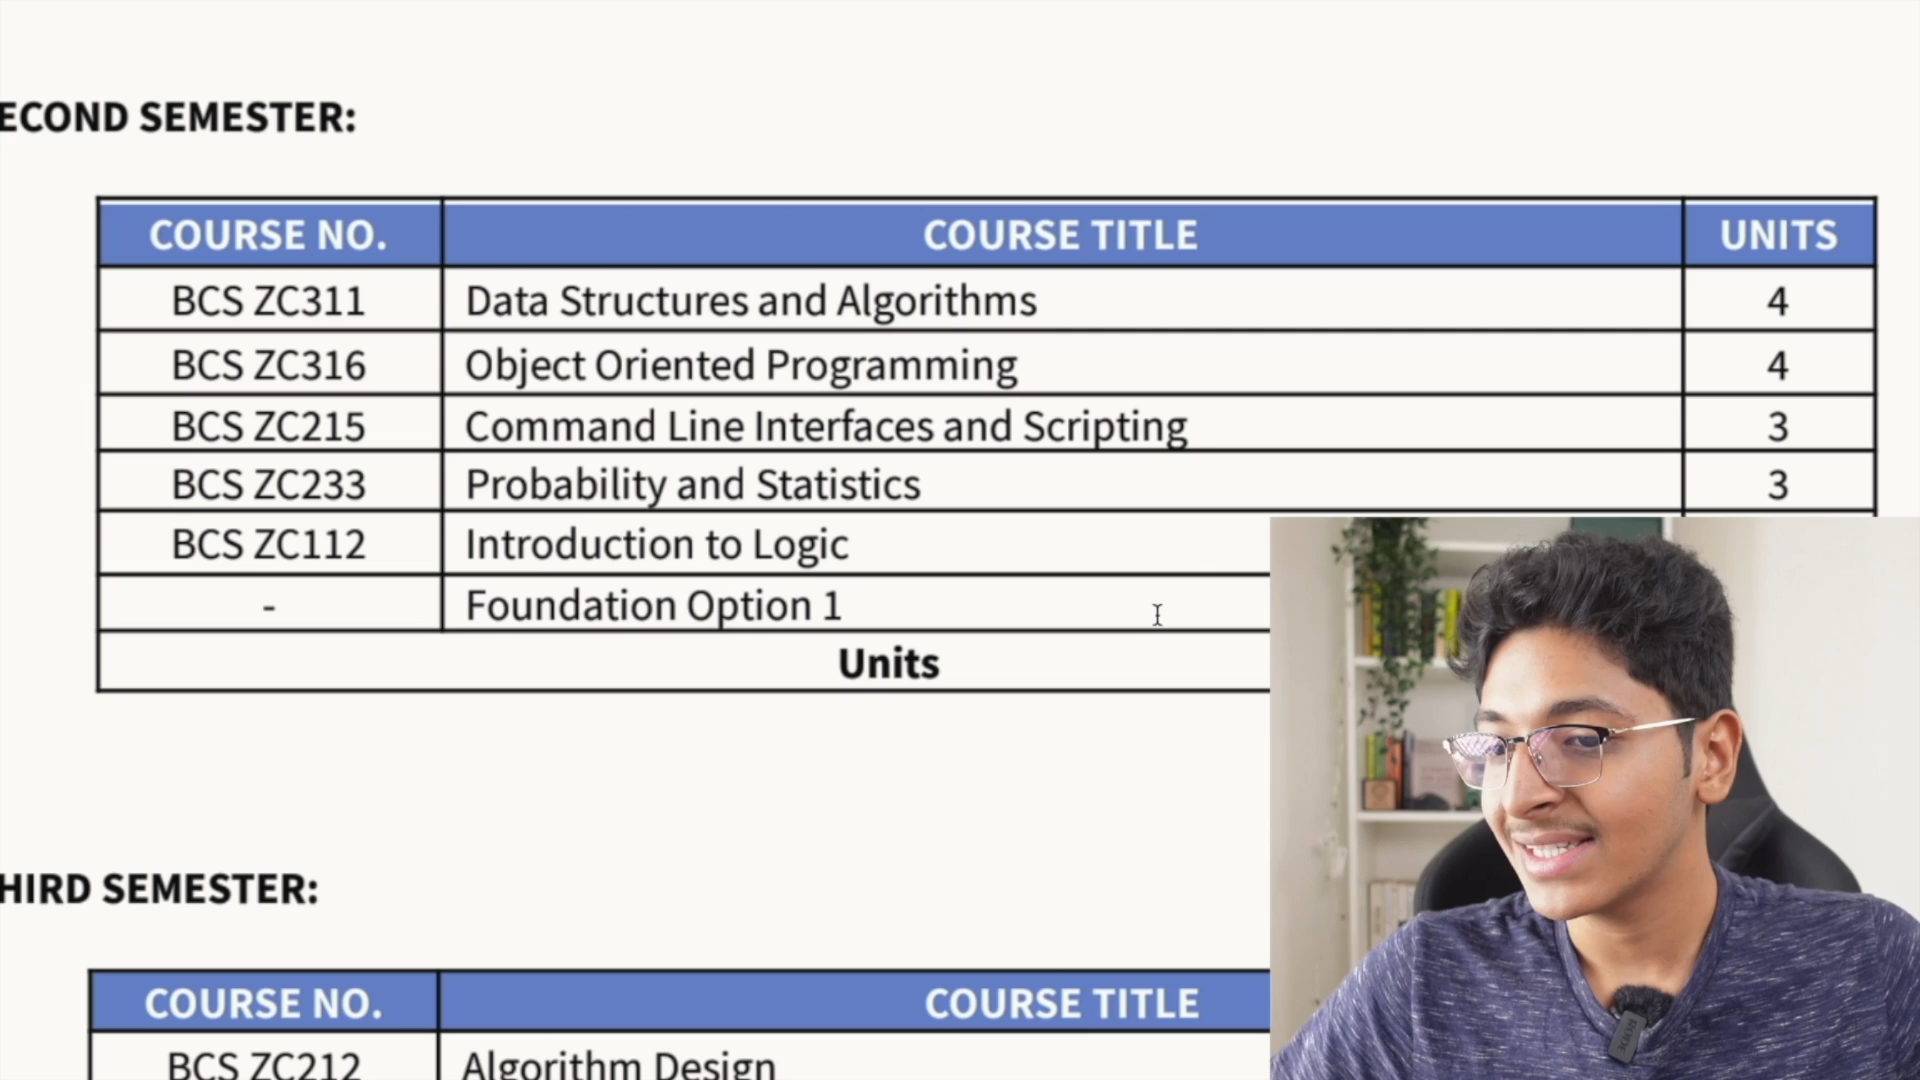 ECOND SEMESTER:
COURSE NO. COURSE TITLE UNITS
BCS ZC311 Data Structures and Algorithms 4
BCS ZC316 Object Oriented Programming 4
BCS ZC215 Command Line Interfaces and Scripting 3
BCS ZC233 Probability and Statistics 3
BCS ZC112 Introduction to Logic
- Foundation Option 1
Units
HIRD SEMESTER:
COURSE NO. COURSE TITLE
BCS ZC212 Algorithm Design